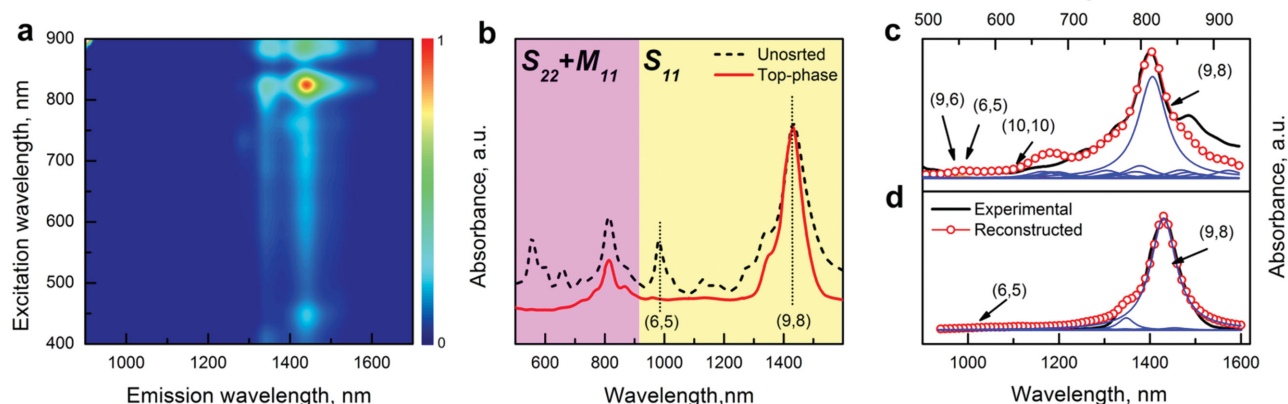 a
900
800
700
600
500
400
Excitation wavelength, nm
1000 1200 1400 1600
Emission wavelength, nm
1
0
b
S22+M11
S11
Unosrted
Top-phase
(6,5)
(9,8)
Absorbance, a.u.
600 800 1000 1200 1400
Wavelength,nm
c
500 600 700 800 900
(9,6)
(6,5)
(10,10)
(9,8)
d
Experimental
Reconstructed
(9,8)
(6,5)
Absorbance, a.u.
1000 1200 1400 1600
Wavelength, nm